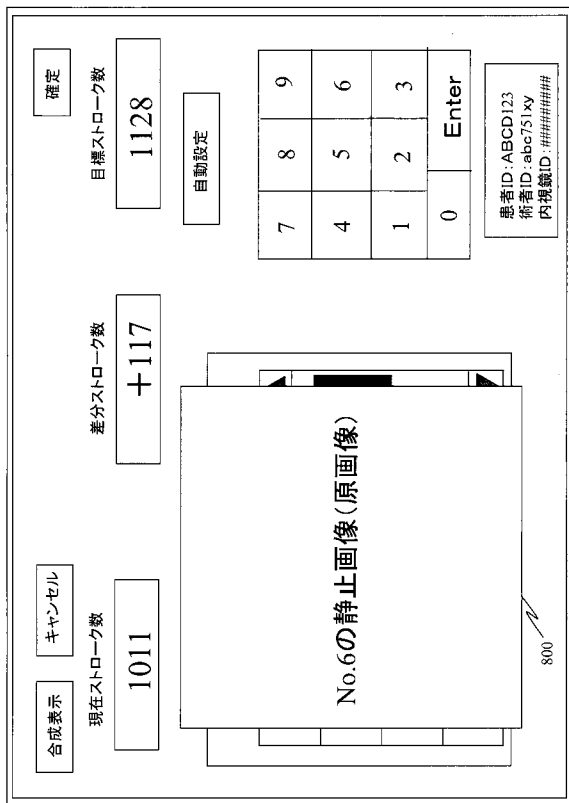 合成表示
キャンセル
確定
現在ストローク数
差分ストローク数
目標ストローク数
1011
+117
1128
自動設定
No.6の静止画像(原画像)
7 8 9
4 5 6
1 2 3
0 Enter
患者ID:ABCD123
術者ID:abc751xy
内視鏡ID:##########
800